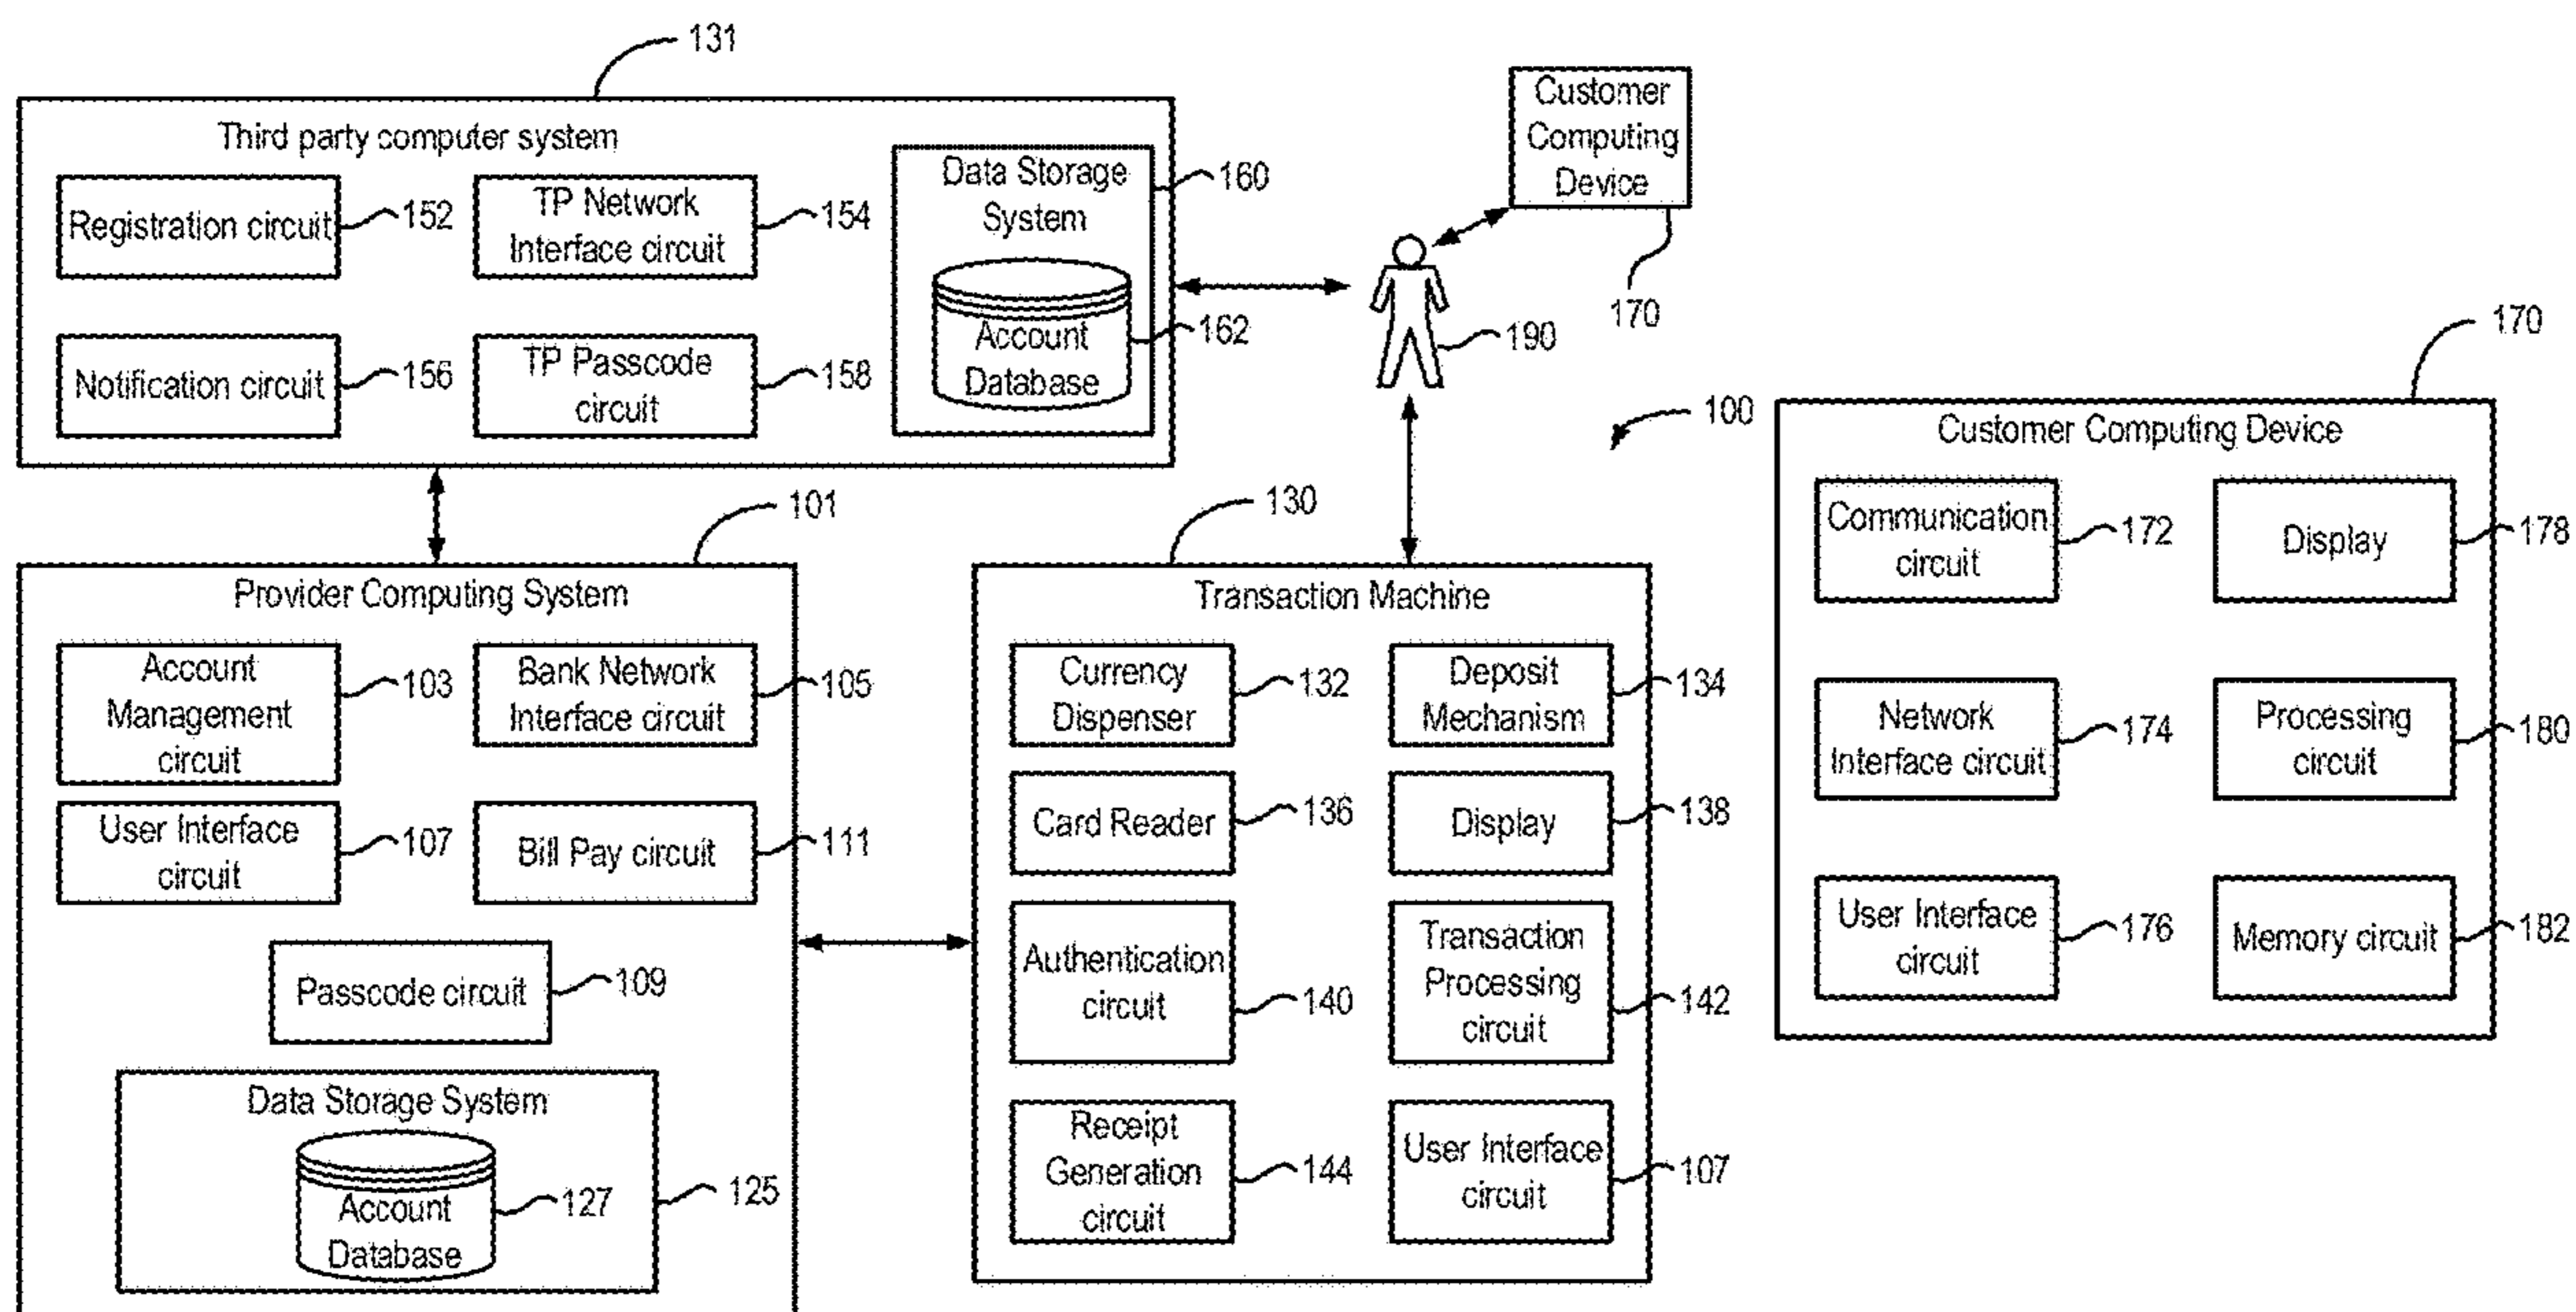 131
Third party computer system
Registration circuit
152
TP Network
Interface circuit
154
Notification circuit
156
TP Passcode
circuit
158
Data Storage
System
160
Account
Database
162
Customer
Computing
Device
170
190
100
101
Provider Computing System
Account
Management
circuit
103
Bank Network
Interface circuit
105
User Interface
circuit
107
Bill Pay circuit
111
Passcode circuit
109
Data Storage System
125
Account
Database
127
130
Transaction Machine
Currency
Dispenser
132
Deposit
Mechanism
134
Card Reader
136
Display
138
Authentication
circuit
140
Transaction
Processing
circuit
142
Receipt
Generation
circuit
144
User Interface
circuit
107
170
Customer Computing Device
Communication
circuit
172
Display
178
Network
Interface circuit
174
Processing
circuit
180
User Interface
circuit
176
Memory circuit
182